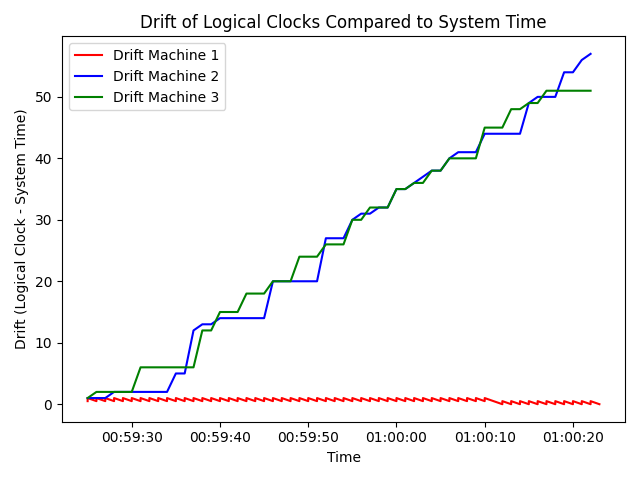 Drift of Logical Clocks Compared to System Time
Drift Machine 1
Drift Machine 2
Drift Machine 3
Drift (Logical Clock - System Time)
50
40
30
20
10
0
00:59:30 00:59:40 00:59:50 01:00:00 01:00:10 01:00:20
Time